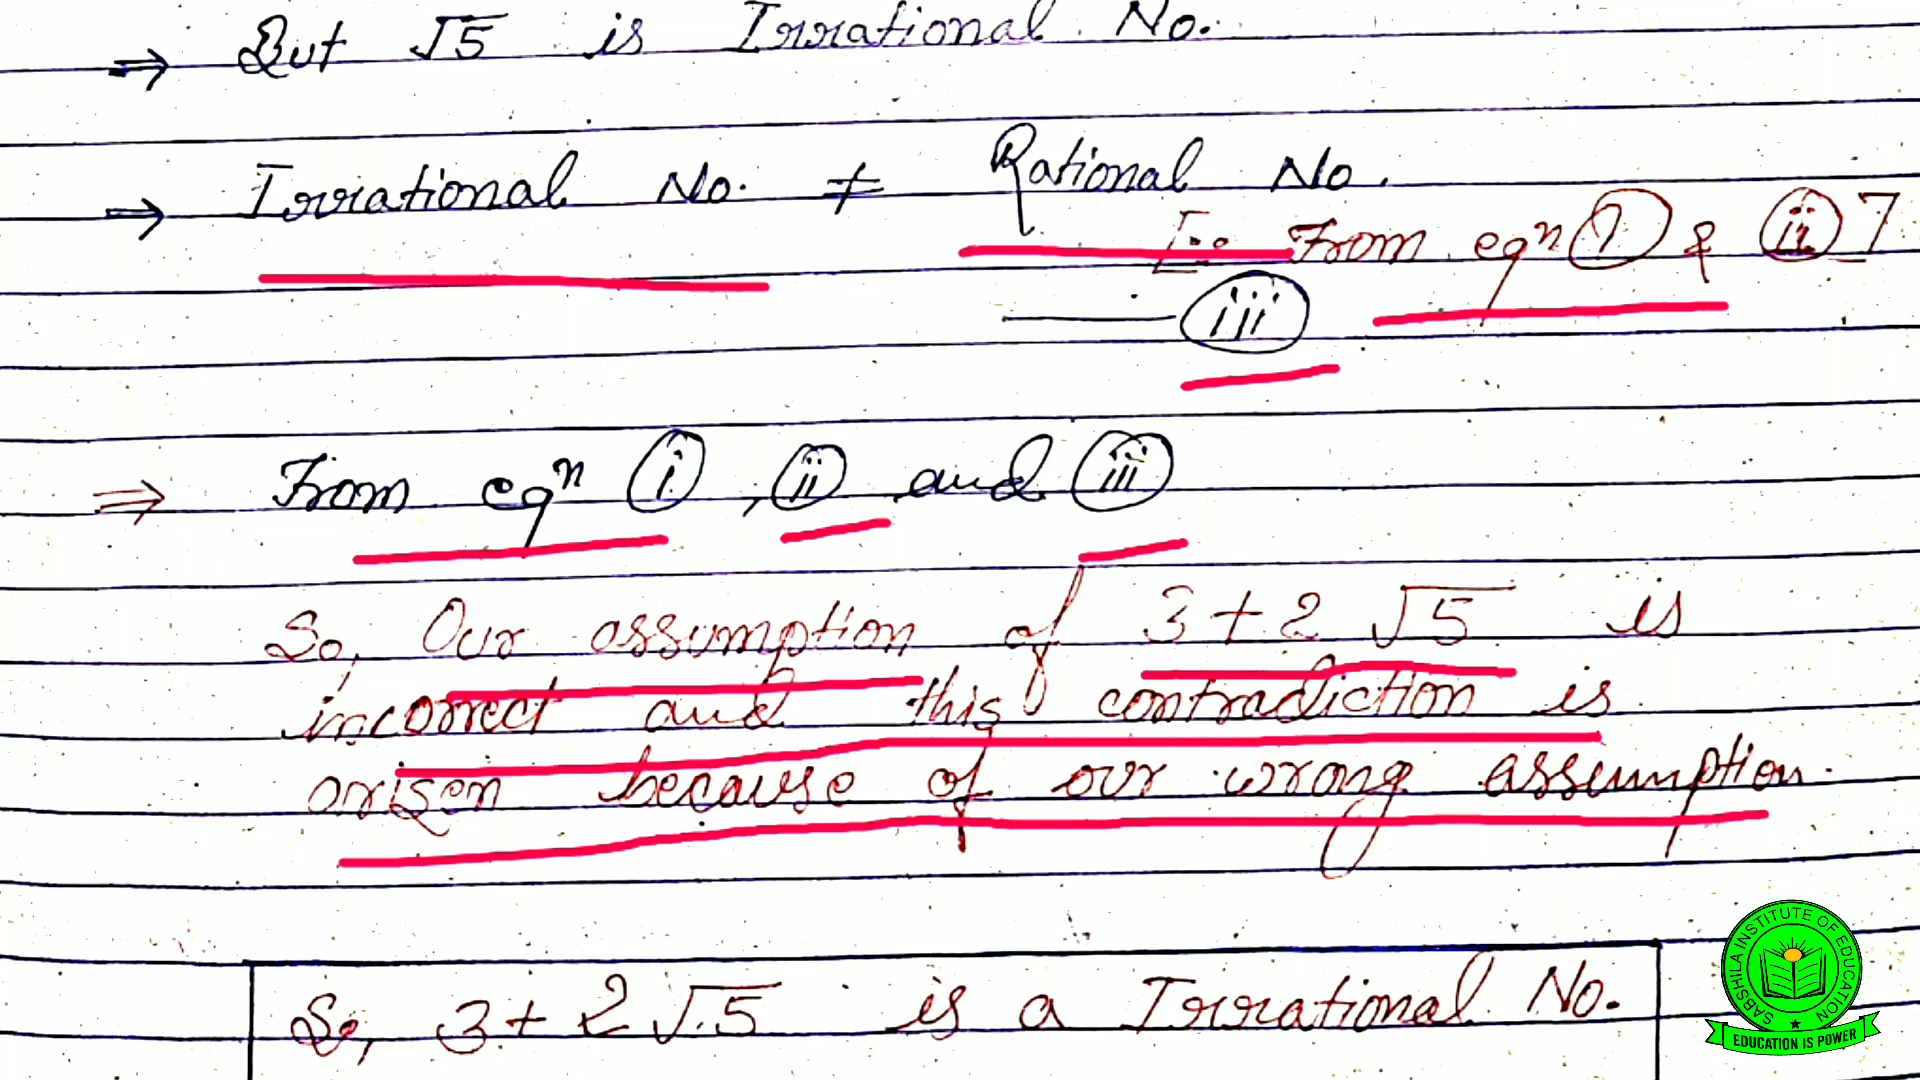 ⇒ But √5 is Irrational No.
⇒ Irrational No. ≠ Rational No.
[∵ From eqⁿ (i) & (ii)]
—— (iii)
⇒ From eqⁿ (i), (ii) and (iii)
So, Our assumption of 3 + 2 √5 is
incorrect and this contradiction is
arisen because of our wrong assumption.
So, 3 + 2 √5 is a Irrational No.
SABSHILA INSTITUTE OF EDUCATION
EDUCATION IS POWER